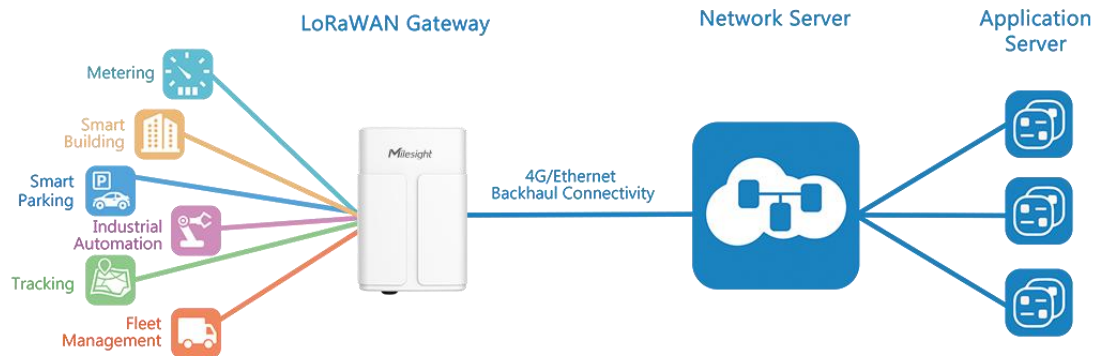 LoRaWAN Gateway
Network Server
Application
Server
Metering
Smart
Building
Smart
Parking
P
Industrial
Automation
Tracking
Fleet
Management
Milesight
4G/Ethernet
Backhaul Connectivity